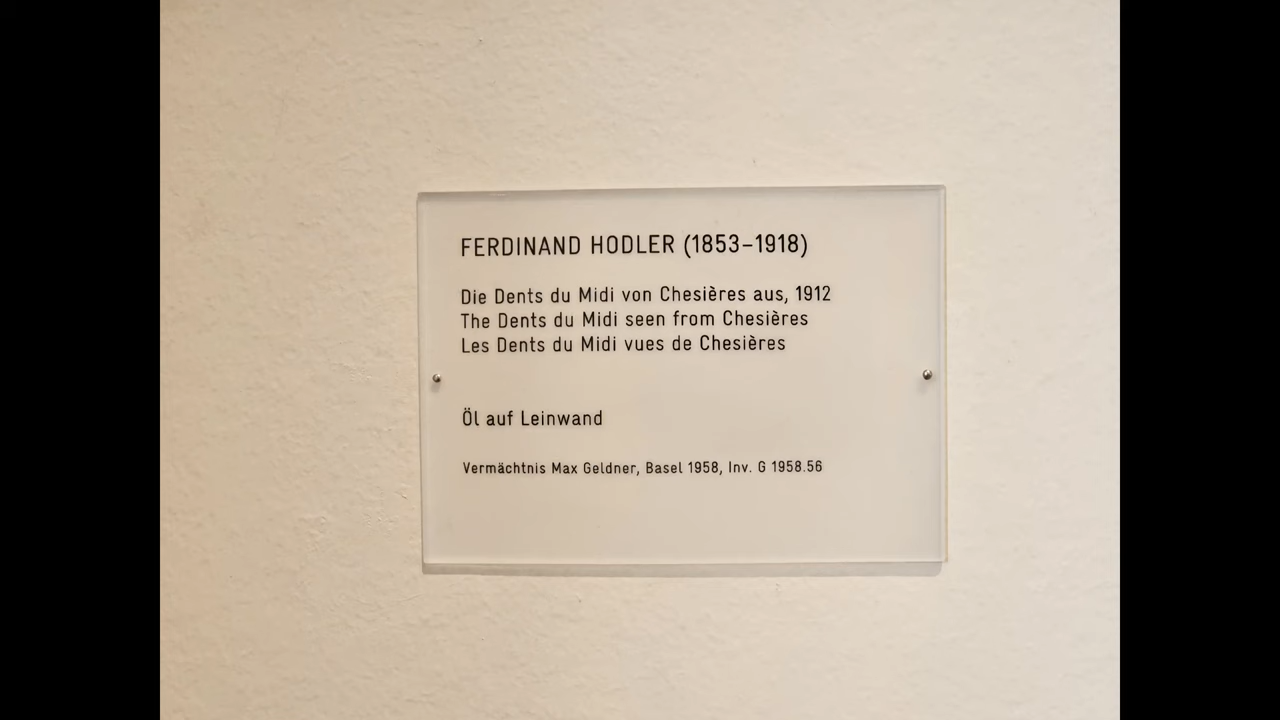 FERDINAND HODLER (1853–1918)
Die Dents du Midi von Chesières aus, 1912
The Dents du Midi seen from Chesières
Les Dents du Midi vues de Chesières
Öl auf Leinwand
Vermächtnis Max Geldner, Basel 1958, Inv. G 1958.56